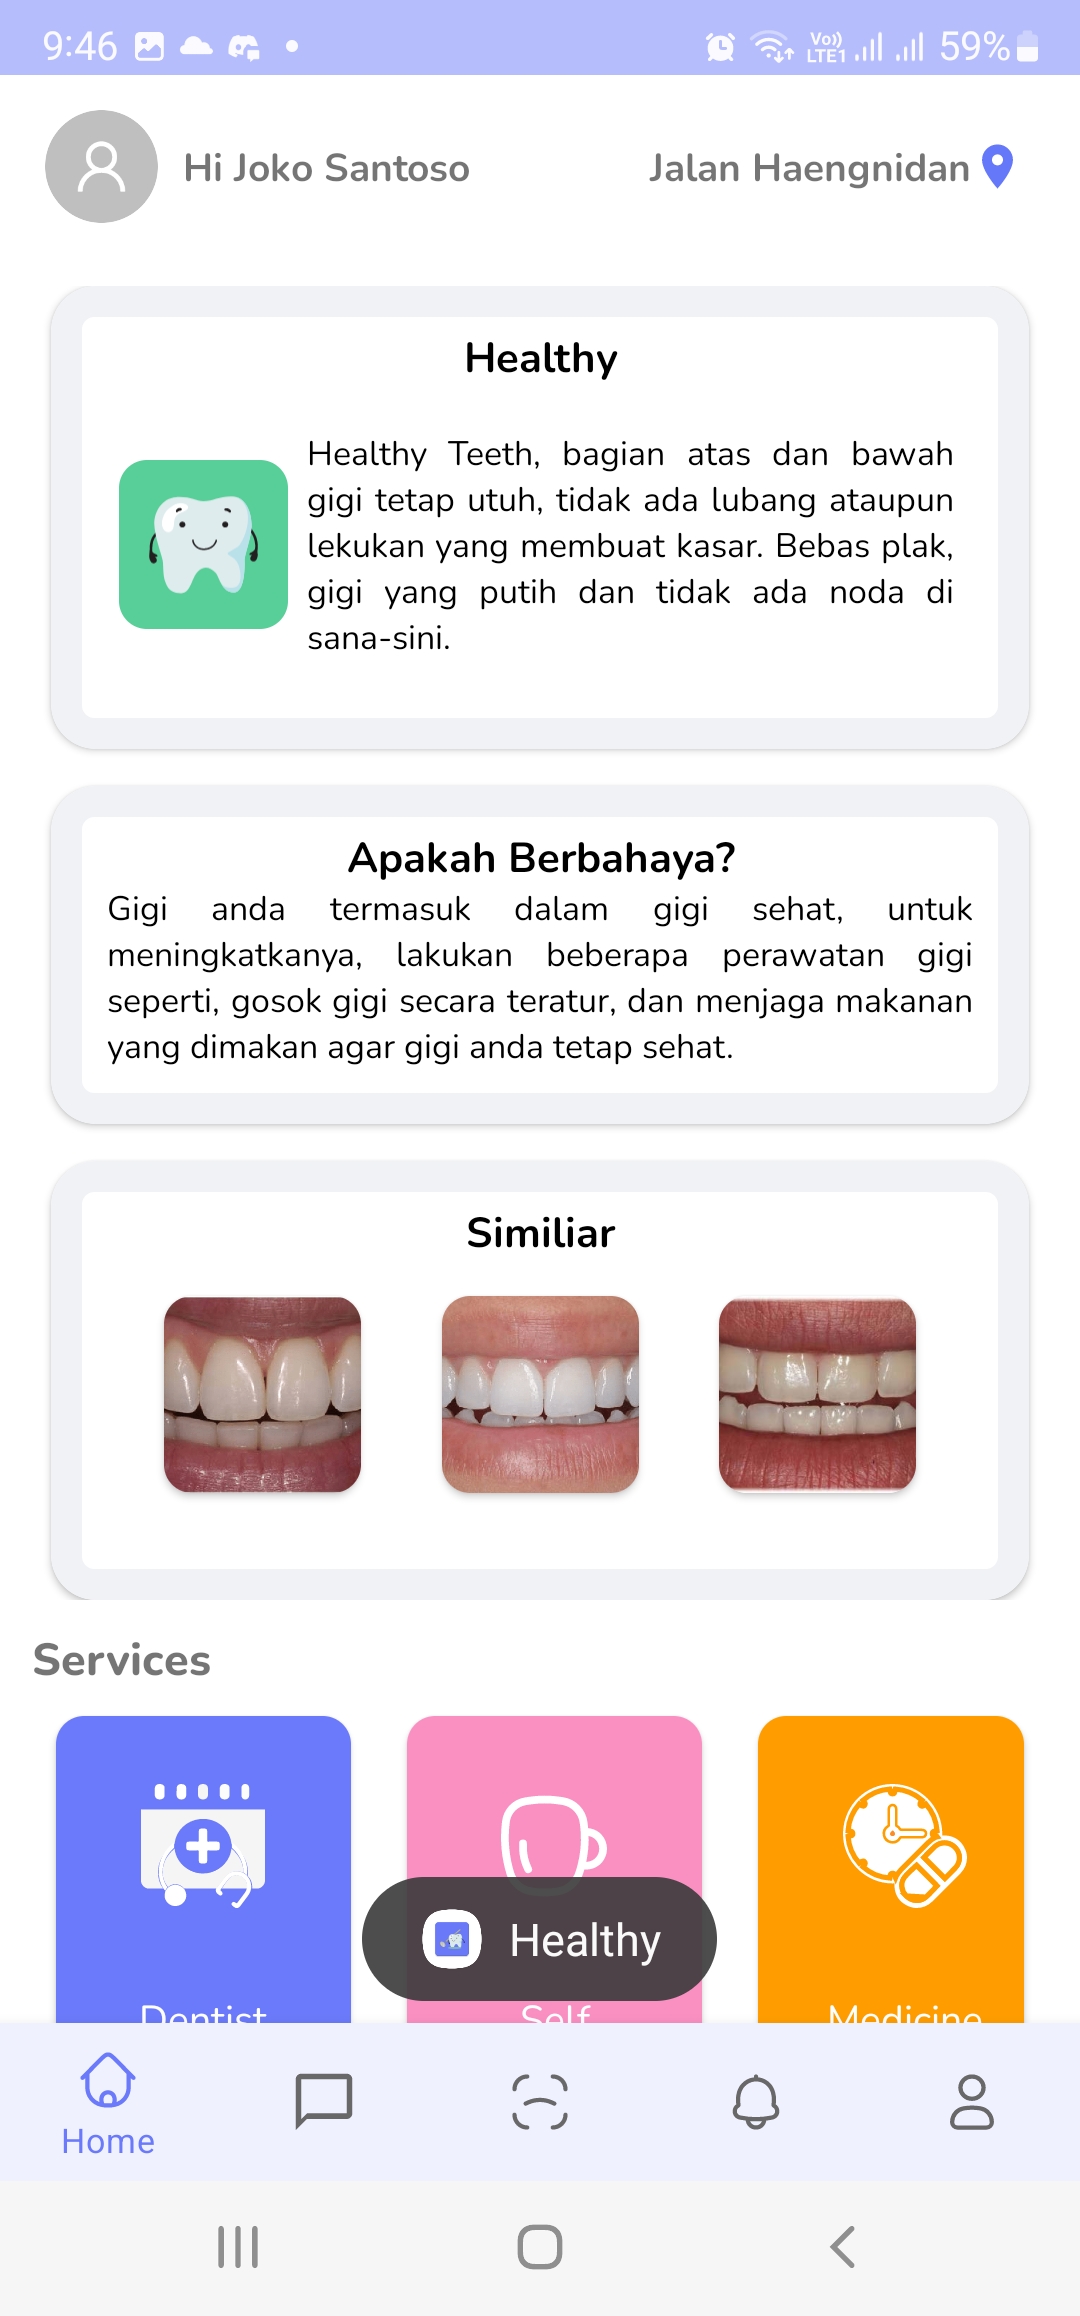 9:46
Vo)) LTE1 59%
Hi Joko Santoso
Jalan Haengnidan
Healthy
Healthy Teeth, bagian atas dan bawah
gigi tetap utuh, tidak ada lubang ataupun
lekukan yang membuat kasar. Bebas plak,
gigi yang putih dan tidak ada noda di
sana-sini.
Apakah Berbahaya?
Gigi anda termasuk dalam gigi sehat, untuk
meningkatkanya, lakukan beberapa perawatan gigi
seperti, gosok gigi secara teratur, dan menjaga makanan
yang dimakan agar gigi anda tetap sehat.
Similiar
Services
Healthy
Dentist
Self
Medicine
Home